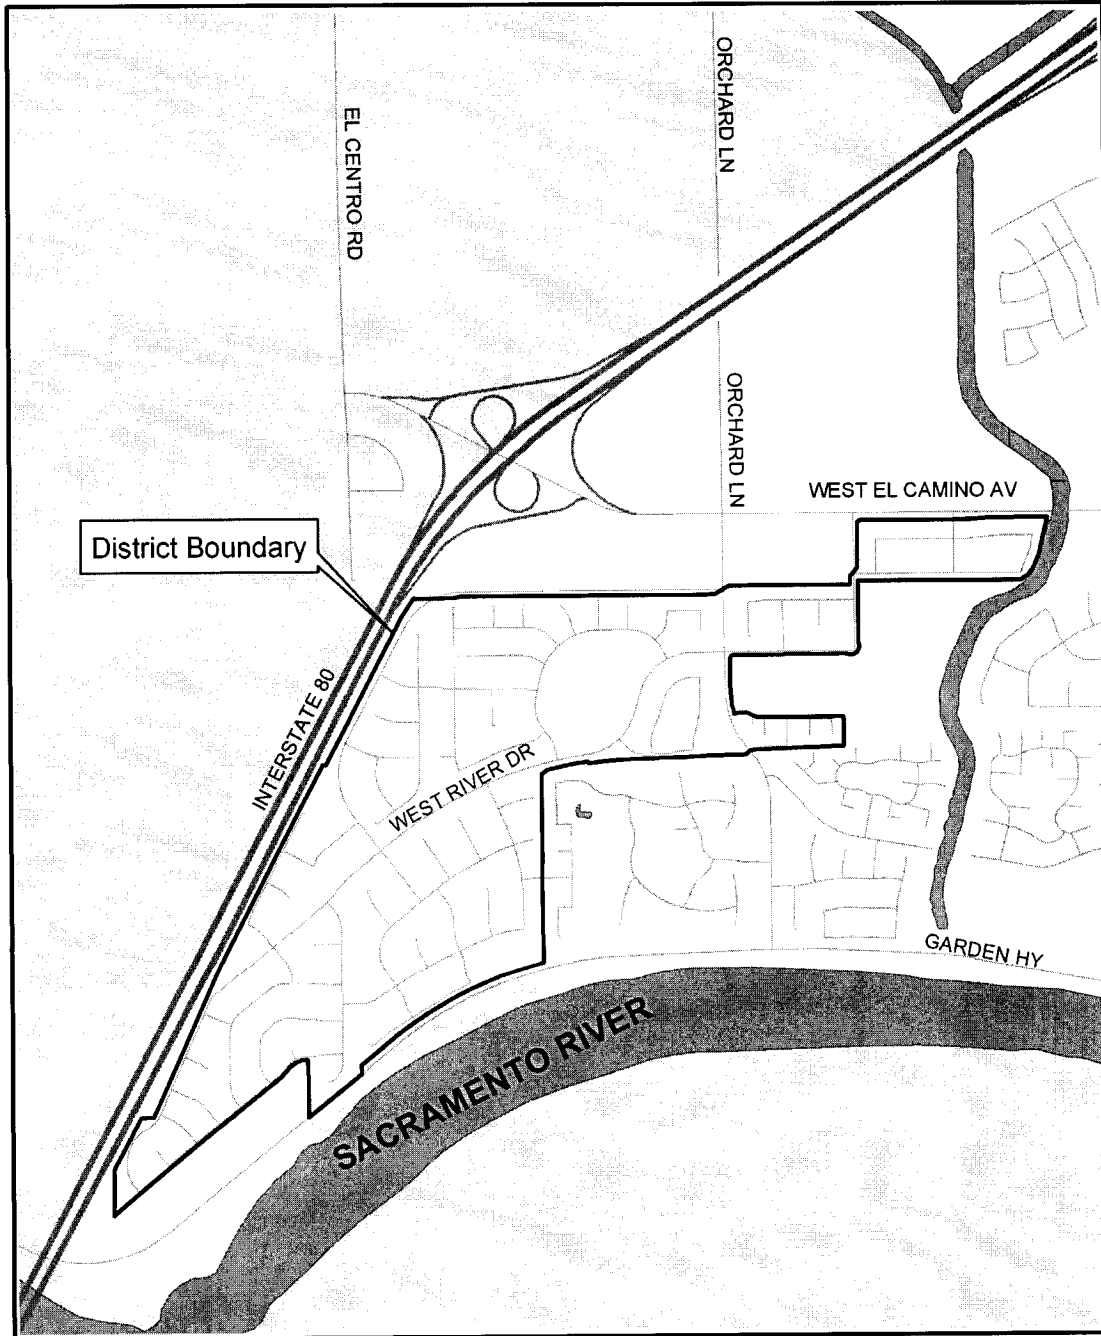 ORCHARD LN
EL CENTRO RD
ORCHARD LN
WEST EL CAMINO AV
District Boundary
INTERSTATE 80
WEST RIVER DR
GARDEN HY
SACRAMENTO RIVER